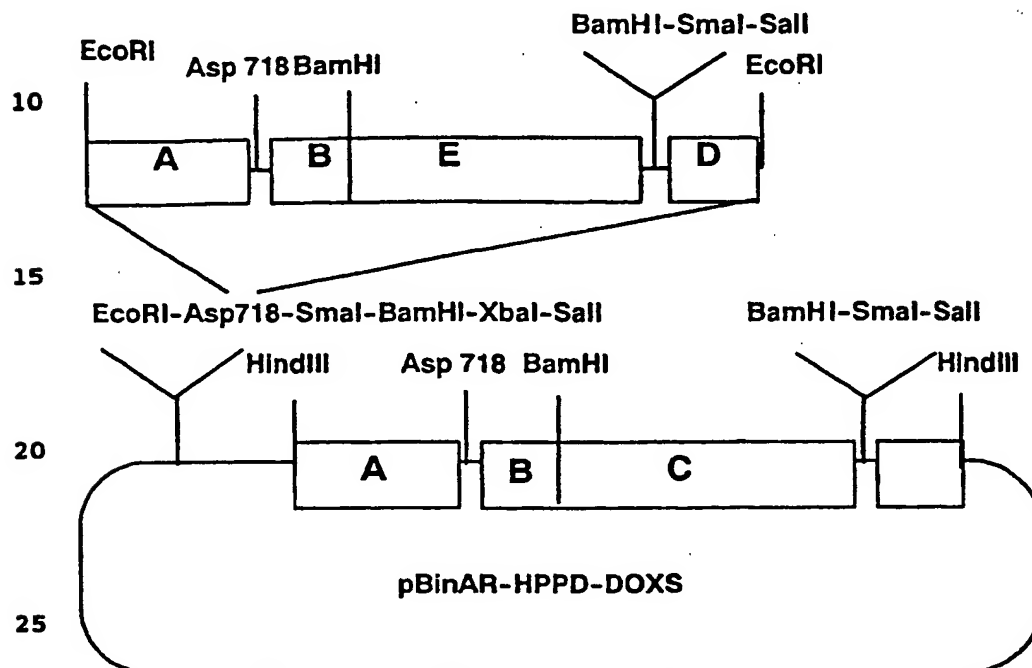 BamHI-SmaI-SalI
EcoRI
Asp 718 BamHI
EcoRI
10
A
B
E
D
15
EcoRI-Asp718-SmaI-BamHI-XbaI-SalI
BamHI-SmaI-SalI
HindIII
Asp 718 BamHI
HindIII
20
A
B
C
pBinAR-HPPD-DOXS
25